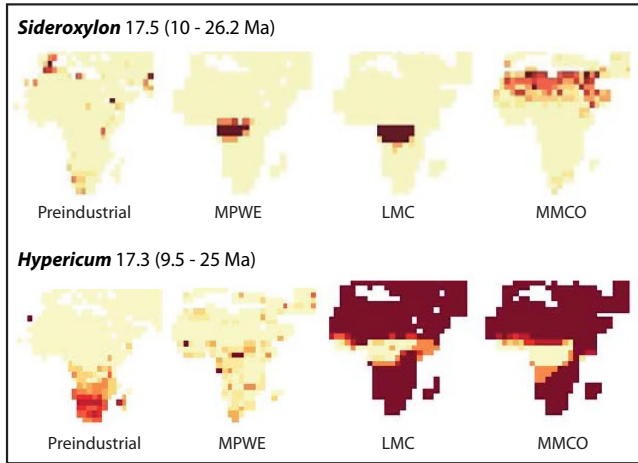 Sideroxylon 17.5 (10 - 26.2 Ma)
Preindustrial MPWE LMC MMCO
Hypericum 17.3 (9.5 - 25 Ma)
Preindustrial MPWE LMC MMCO